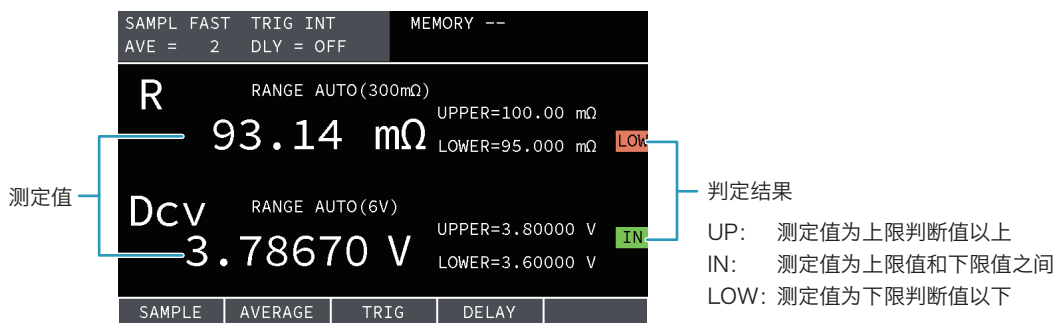 SAMPL FAST TRIG INT MEMORY --
AVE = 2 DLY = OFF
R RANGE AUTO(300mΩ)
UPPER=100.00 mΩ
93.14 mΩ LOWER=95.000 mΩ LOW
测定值
判定结果
Dcv RANGE AUTO(6V)
UPPER=3.80000 V IN
3.78670 V LOWER=3.60000 V
UP: 测定值为上限判断值以上
IN: 测定值为上限值和下限值之间
LOW: 测定值为下限判断值以下
SAMPLE AVERAGE TRIG DELAY